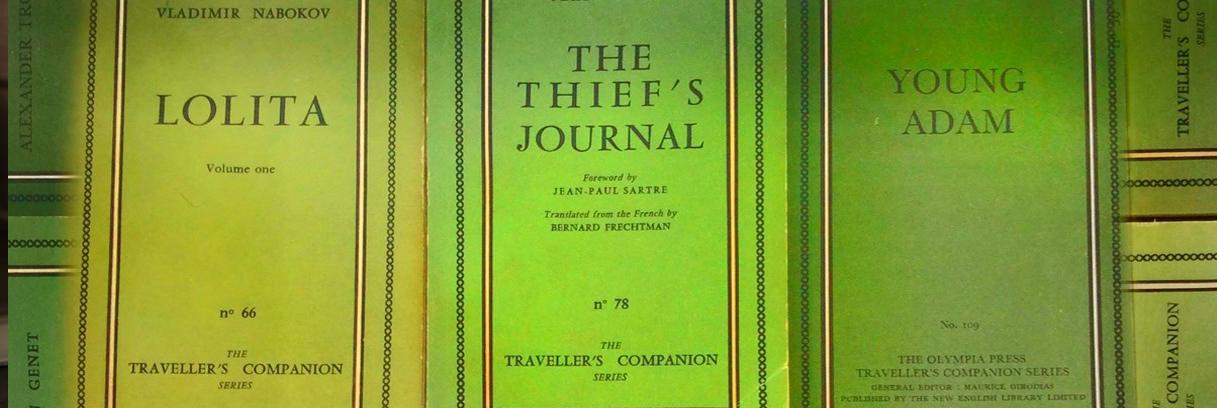 ALEXANDER TRO
GENET
VLADIMIR NABOKOV
LOLITA
Volume one
nº 66
THE
TRAVELLER'S COMPANION
SERIES
THE
THIEF'S
JOURNAL
Foreword by
JEAN-PAUL SARTRE
Translated from the French by
BERNARD FRECHTMAN
nº 78
THE
TRAVELLER'S COMPANION
SERIES
YOUNG
ADAM
No. 109
THE OLYMPIA PRESS
TRAVELLER'S COMPANION SERIES
GENERAL EDITOR : MAURICE GIRODIAS
PUBLISHED BY THE NEW ENGLISH LIBRARY LIMITED
THE
TRAVELLER'S CO
SERIES
COMPANION